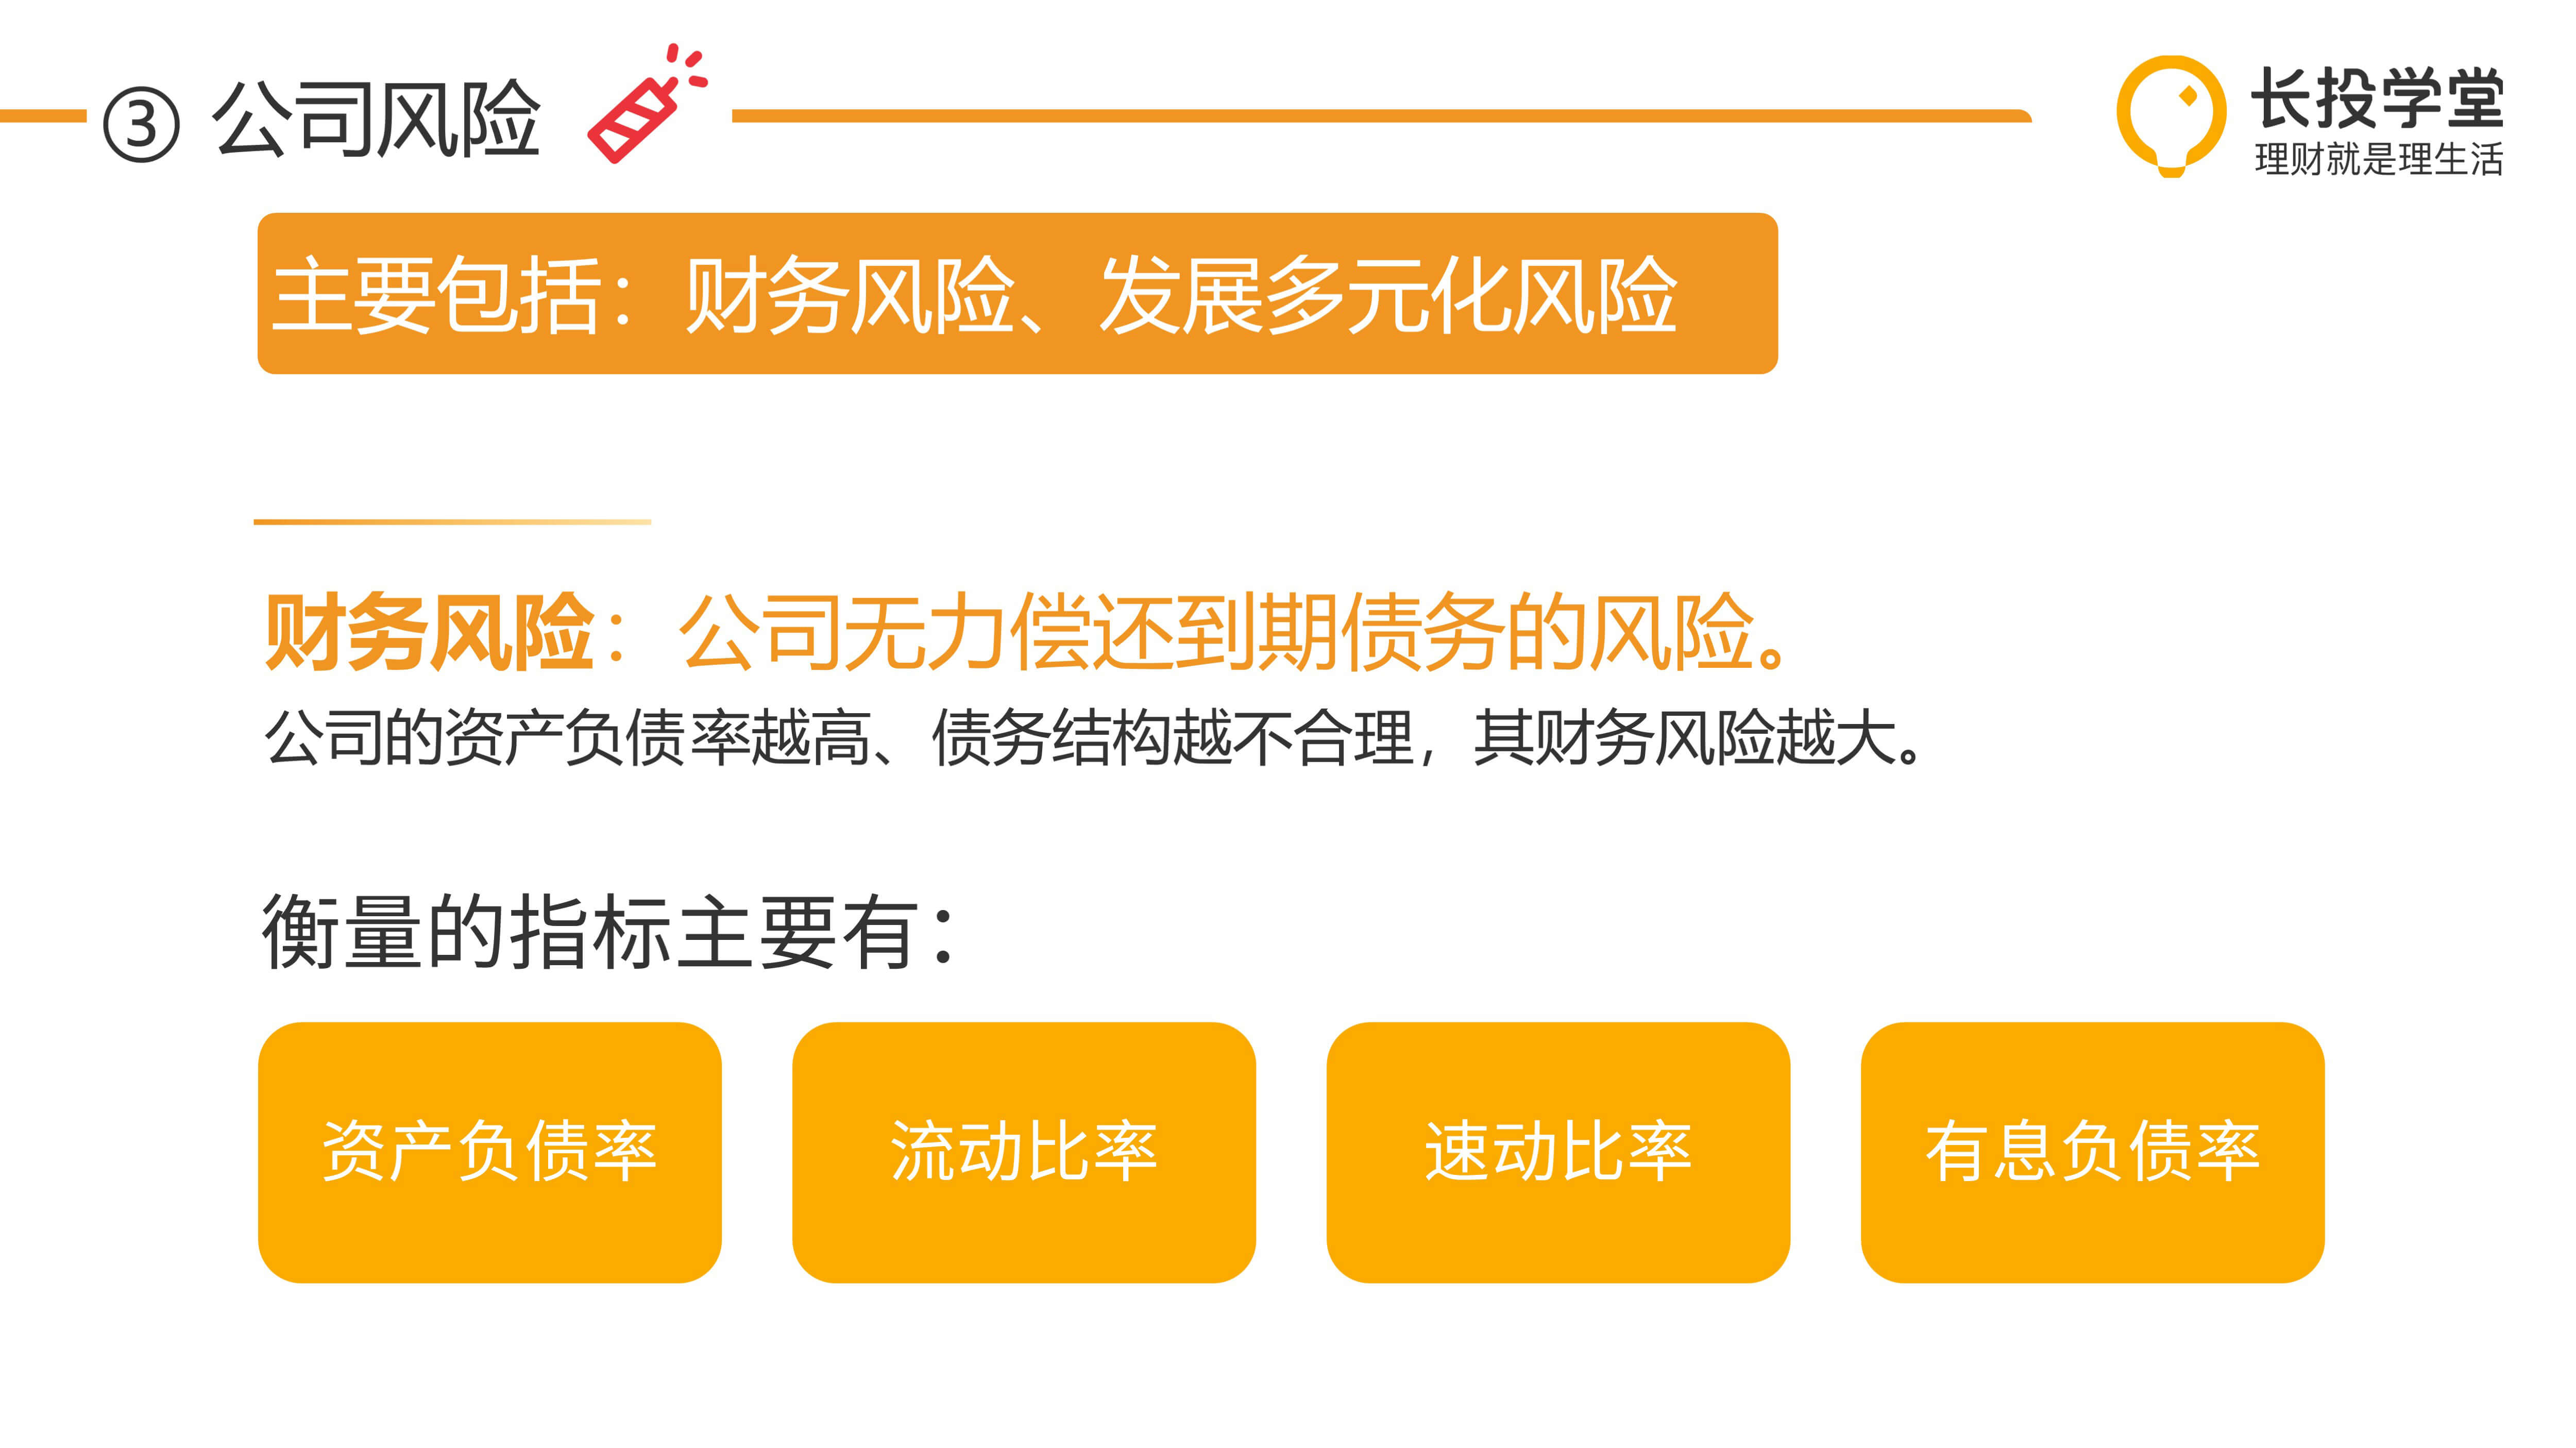 ③ 公司风险
长投学堂
理财就是理生活
主要包括：财务风险、发展多元化风险
财务风险：公司无力偿还到期债务的风险。
公司的资产负债率越高、债务结构越不合理，其财务风险越大。
衡量的指标主要有：
资产负债率
流动比率
速动比率
有息负债率